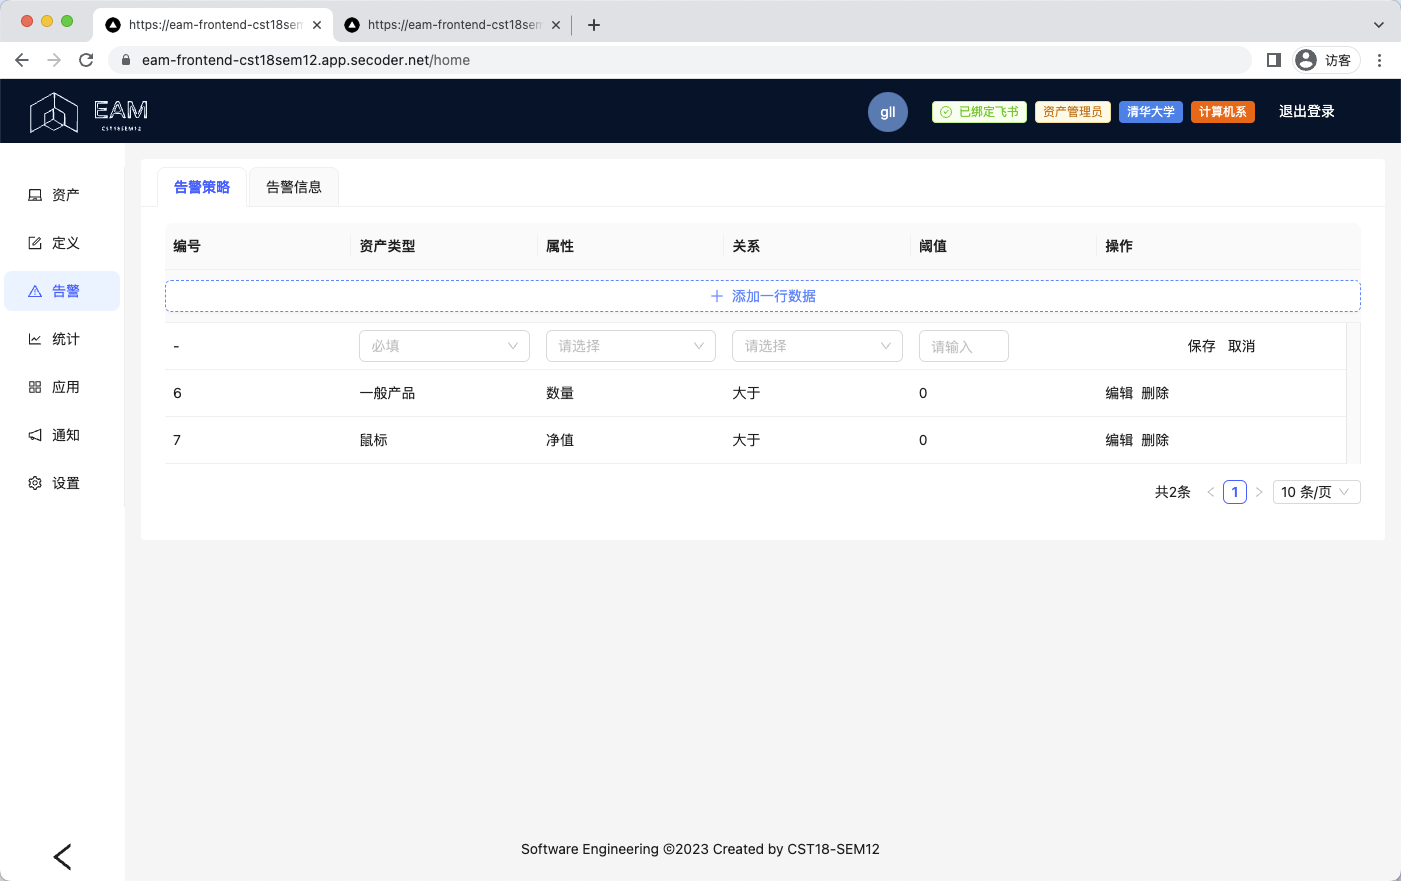 https://eam-frontend-cst18sem
https://eam-frontend-cst18sem
eam-frontend-cst18sem12.app.secoder.net/home
访客
EAM
CST18SEM12
gll
已绑定飞书
资产管理员
清华大学
计算机系
退出登录
资产
定义
告警
统计
应用
通知
设置
告警策略 告警信息
编号 资产类型 属性 关系 阈值 操作
添加一行数据
- 必填 请选择 请选择 请输入 保存 取消
6 一般产品 数量 大于 0 编辑 删除
7 鼠标 净值 大于 0 编辑 删除
共2条 < 1 > 10 条/页
Software Engineering ©2023 Created by CST18-SEM12